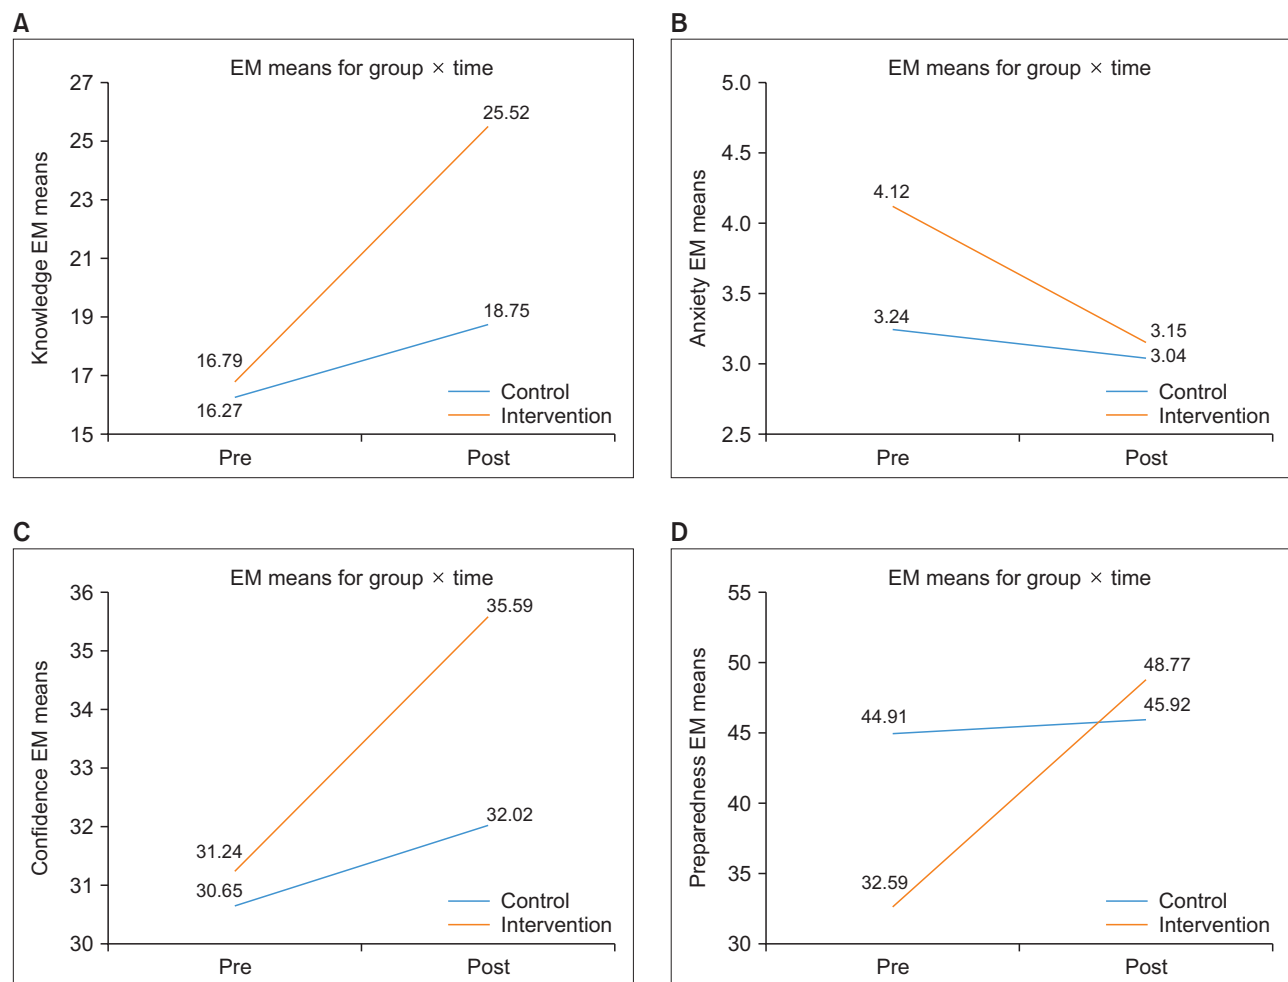 A
EM means for group × time
Knowledge EM means
27
25
23
21
19
17
15
25.52
18.75
16.79
16.27
Control
Intervention
Pre
Post
B
EM means for group × time
Anxiety EM means
5.0
4.5
4.0
3.5
3.0
2.5
4.12
3.24
3.15
3.04
Control
Intervention
Pre
Post
C
EM means for group × time
Confidence EM means
36
35
34
33
32
31
30
35.59
32.02
31.24
30.65
Control
Intervention
Pre
Post
D
EM means for group × time
Preparedness EM means
55
50
45
40
35
30
48.77
44.91
45.92
32.59
Control
Intervention
Pre
Post